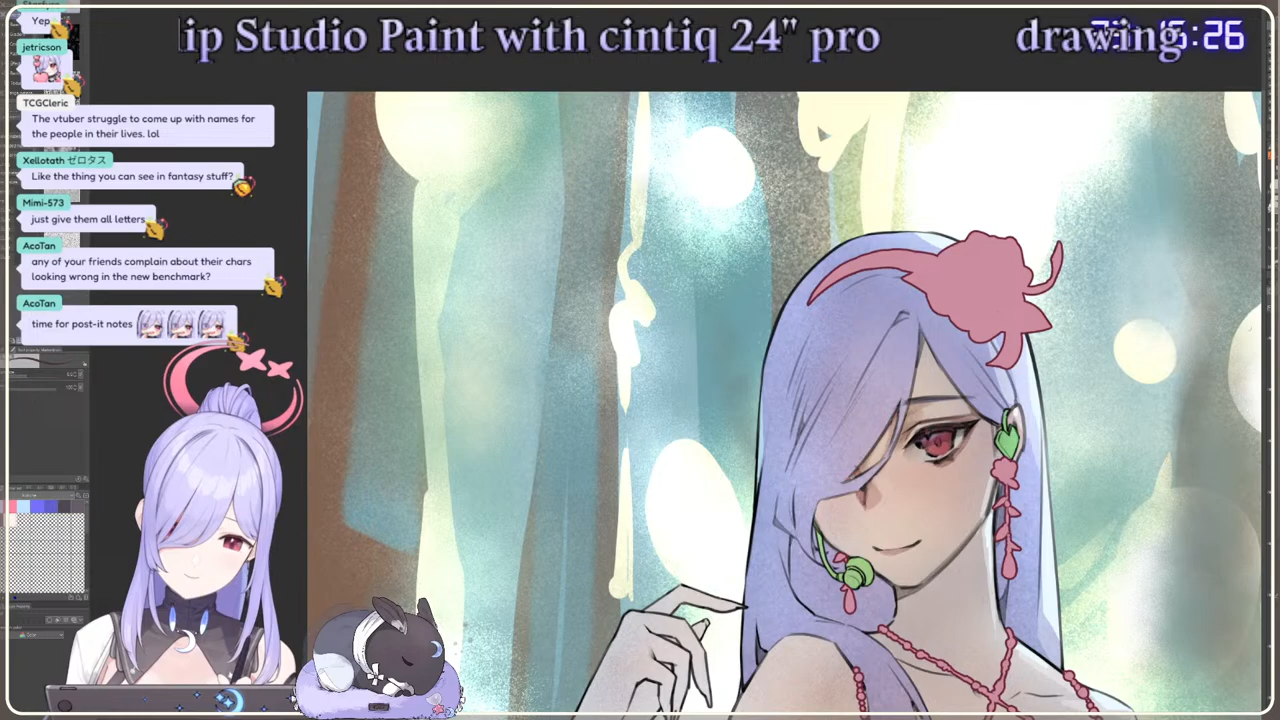 ip Studio Paint with cintiq 24" pro drawing
Yep
jetricson
TCGCleric
The vtuber struggle to come up with names for
the people in their lives. lol
Xellotath ゼロタス
Like the thing you can see in fantasy stuff?
Mimi-573
just give them all letters
AcoTan
any of your friends complain about their chars
looking wrong in the new benchmark?
AcoTan
time for post-it notes